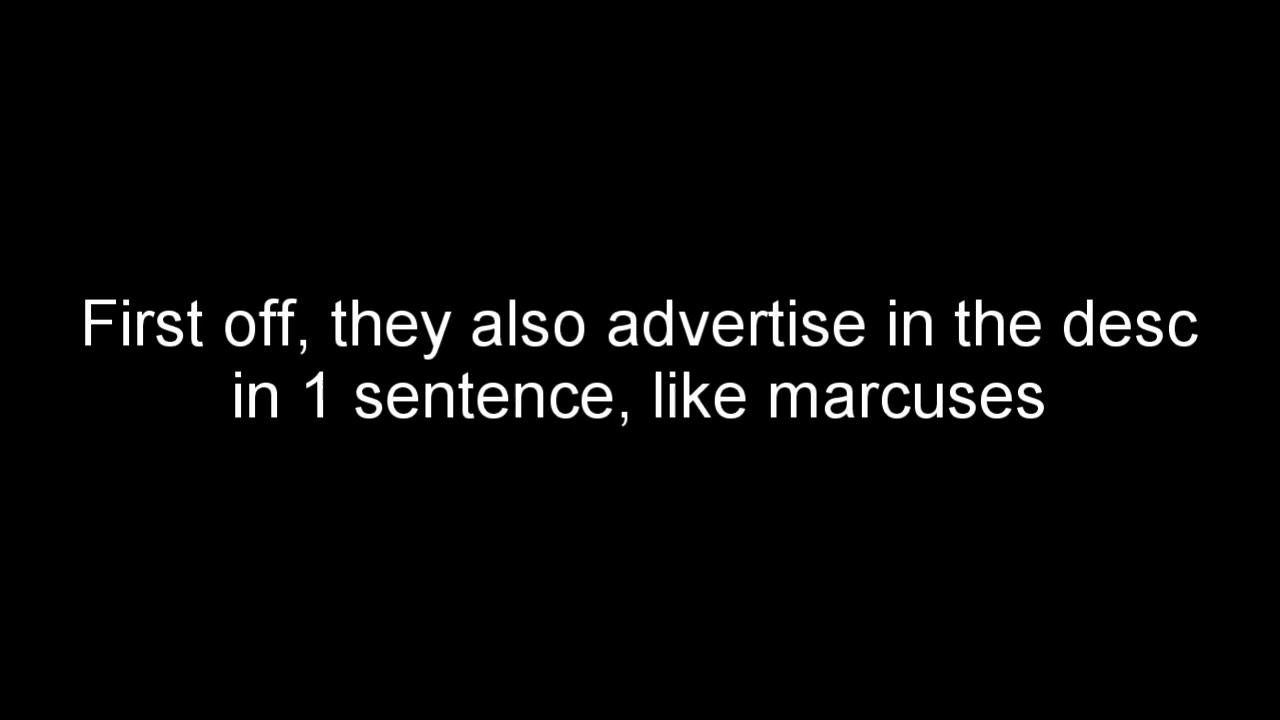 First off, they also advertise in the desc
in 1 sentence, like marcuses